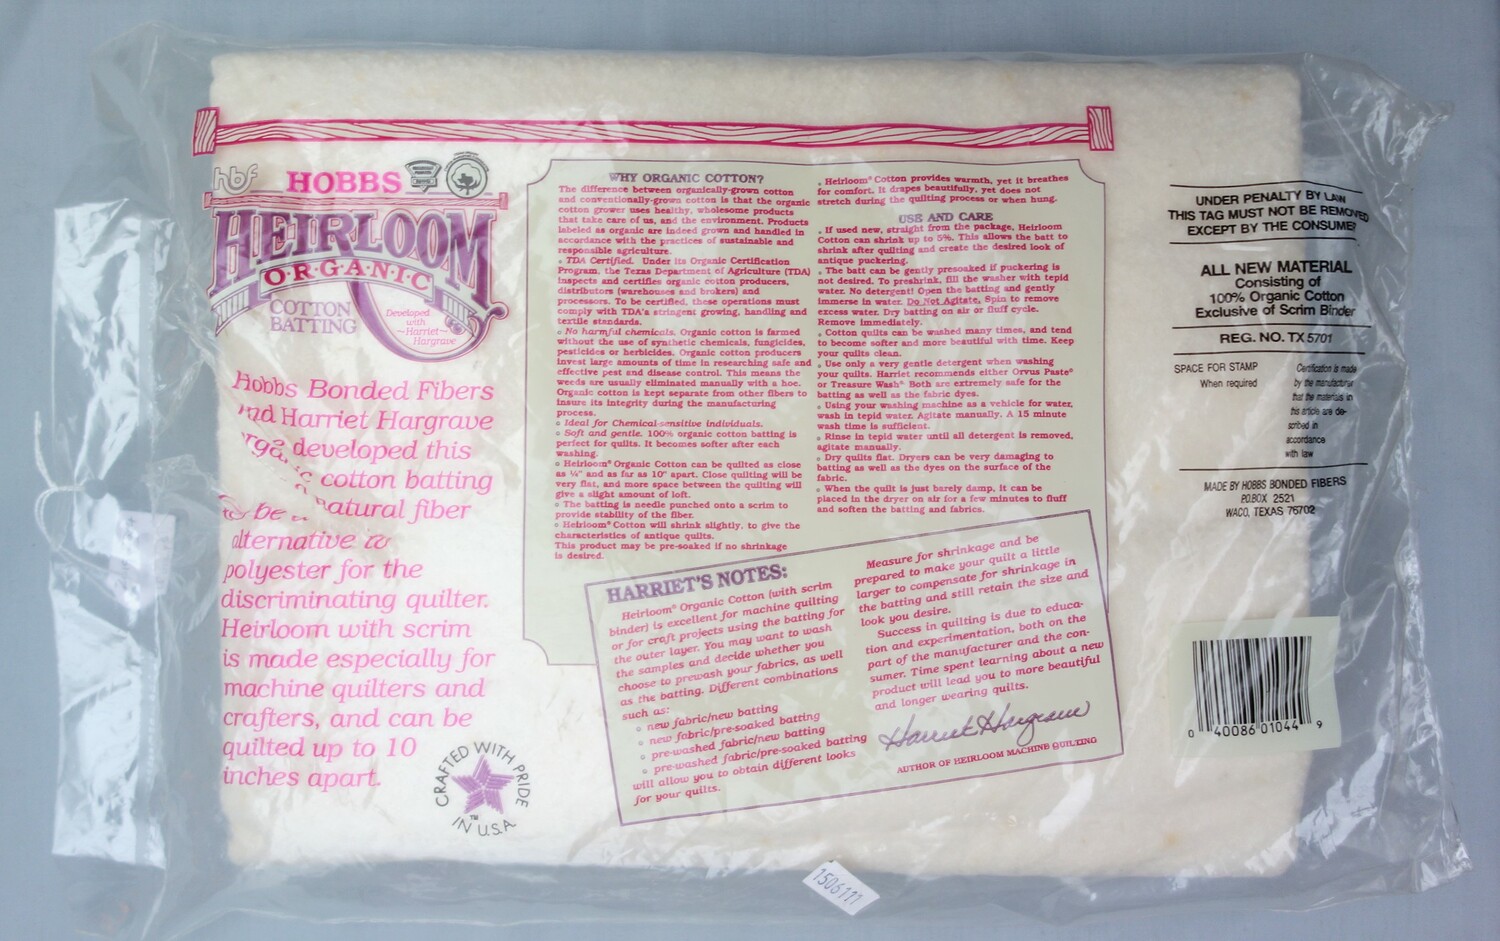 hbf
HOBBS
HEIRLOOM
O·R·G·A·N·I·C
COTTON
BATTING
Developed
with
~Harriet~
Hargrave
Hobbs Bonded Fibers
and Harriet Hargrave
developed this
cotton batting
to be a natural fiber
alternative to
polyester for the
discriminating quilter.
Heirloom with scrim
is made especially for
machine quilters and
crafters, and can be
quilted up to 10
inches apart.
CRAFTED WITH PRIDE
IN U.S.A.
TM
WHY ORGANIC COTTON?
The difference between organically-grown cotton
and conventionally-grown cotton is that the organic
cotton grower uses healthy, wholesome products
that take care of us, and the environment. Products
labeled as organic are indeed grown and handled in
accordance with the practices of sustainable and
responsible agriculture.
• TDA Certified. Under its Organic Certification
Program, the Texas Department of Agriculture (TDA)
inspects and certifies organic cotton producers,
distributors (warehouses and brokers) and
processors. To be certified, these operations must
comply with TDA's stringent growing, handling and
textile standards.
• No harmful chemicals. Organic cotton is farmed
without the use of synthetic chemicals, fungicides,
pesticides or herbicides. Organic cotton producers
invest large amounts of time in researching safe and
effective pest and disease control. This means the
weeds are usually eliminated manually with a hoe.
Organic cotton is kept separate from other fibers to
insure its integrity during the manufacturing
process.
• Ideal for Chemical-sensitive individuals.
• Soft and gentle. 100% organic cotton batting is
perfect for quilts. It becomes softer after each
washing.
• Heirloom® Organic Cotton can be quilted as close
as ¼" and as far as 10" apart. Close quilting will be
very flat, and more space between the quilting will
give a slight amount of loft.
• The batting is needle punched onto a scrim to
provide stability of the fiber.
• Heirloom® Cotton will shrink slightly, to give the
characteristics of antique quilts.
This product may be pre-soaked if no shrinkage
is desired.
• Heirloom® Cotton provides warmth, yet it breathes
for comfort. It drapes beautifully, yet does not
stretch during the quilting process or when hung.
USE AND CARE
• If used new, straight from the package, Heirloom
Cotton can shrink up to 5%. This allows the batt to
shrink after quilting and create the desired look of
antique puckering.
• The batt can be gently presoaked if puckering is
not desired. To preshrink, fill the washer with tepid
water. No detergent! Open the batting and gently
immerse in water. Do Not Agitate. Spin to remove
excess water. Dry batting on air or fluff cycle.
Remove immediately.
• Cotton quilts can be washed many times, and tend
to become softer and more beautiful with time. Keep
your quilts clean.
• Use only a very gentle detergent when washing
your quilts. Harriet recommends either Orvus Paste®
or Treasure Wash® Both are extremely safe for the
batting as well as the fabric dyes.
• Using your washing machine as a vehicle for water,
wash in tepid water. Agitate manually. A 15 minute
wash time is sufficient.
• Rinse in tepid water until all detergent is removed,
agitate manually.
• Dry quilts flat. Dryers can be very damaging to
batting as well as the dyes on the surface of the
fabric.
• When the quilt is just barely damp, it can be
placed in the dryer on air for a few minutes to fluff
and soften the batting and fabrics.
HARRIET'S NOTES:
Heirloom® Organic Cotton (with scrim
binder) is excellent for machine quilting
or for craft projects using the batting for
the outer layer. You may want to wash
the samples and decide whether you
choose to prewash your fabrics, as well
as the batting. Different combinations
such as:
• new fabric/new batting
• new fabric/pre-soaked batting
• pre-washed fabric/new batting
• pre-washed fabric/pre-soaked batting
will allow you to obtain different looks
for your quilts.
Measure for shrinkage and be
prepared to make your quilt a little
larger to compensate for shrinkage in
the batting and still retain the size and
look you desire.
Success in quilting is due to educa-
tion and experimentation, both on the
part of the manufacturer and the con-
sumer. Time spent learning about a new
product will lead you to more beautiful
and longer wearing quilts.
Harriet Hargrave
AUTHOR OF HEIRLOOM MACHINE QUILTING
UNDER PENALTY BY LAW
THIS TAG MUST NOT BE REMOVED
EXCEPT BY THE CONSUMER
ALL NEW MATERIAL
Consisting of
100% Organic Cotton
Exclusive of Scrim Binder
REG. NO. TX 5701
SPACE FOR STAMP
When required
Certification is made
by the manufacturer
that the materials in
this article are de-
scribed in
accordance
with law
MADE BY HOBBS BONDED FIBERS
P.O.BOX 2521
WACO, TEXAS 76702
0 40086 01044 9
1506111